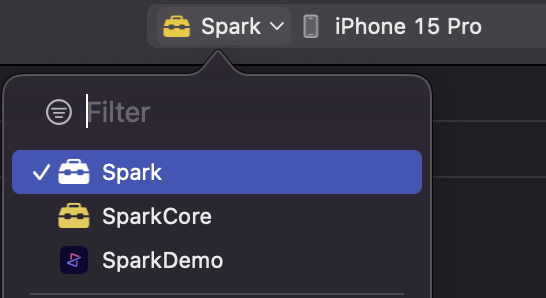 Spark iPhone 15 Pro
Filter
Spark
SparkCore
SparkDemo